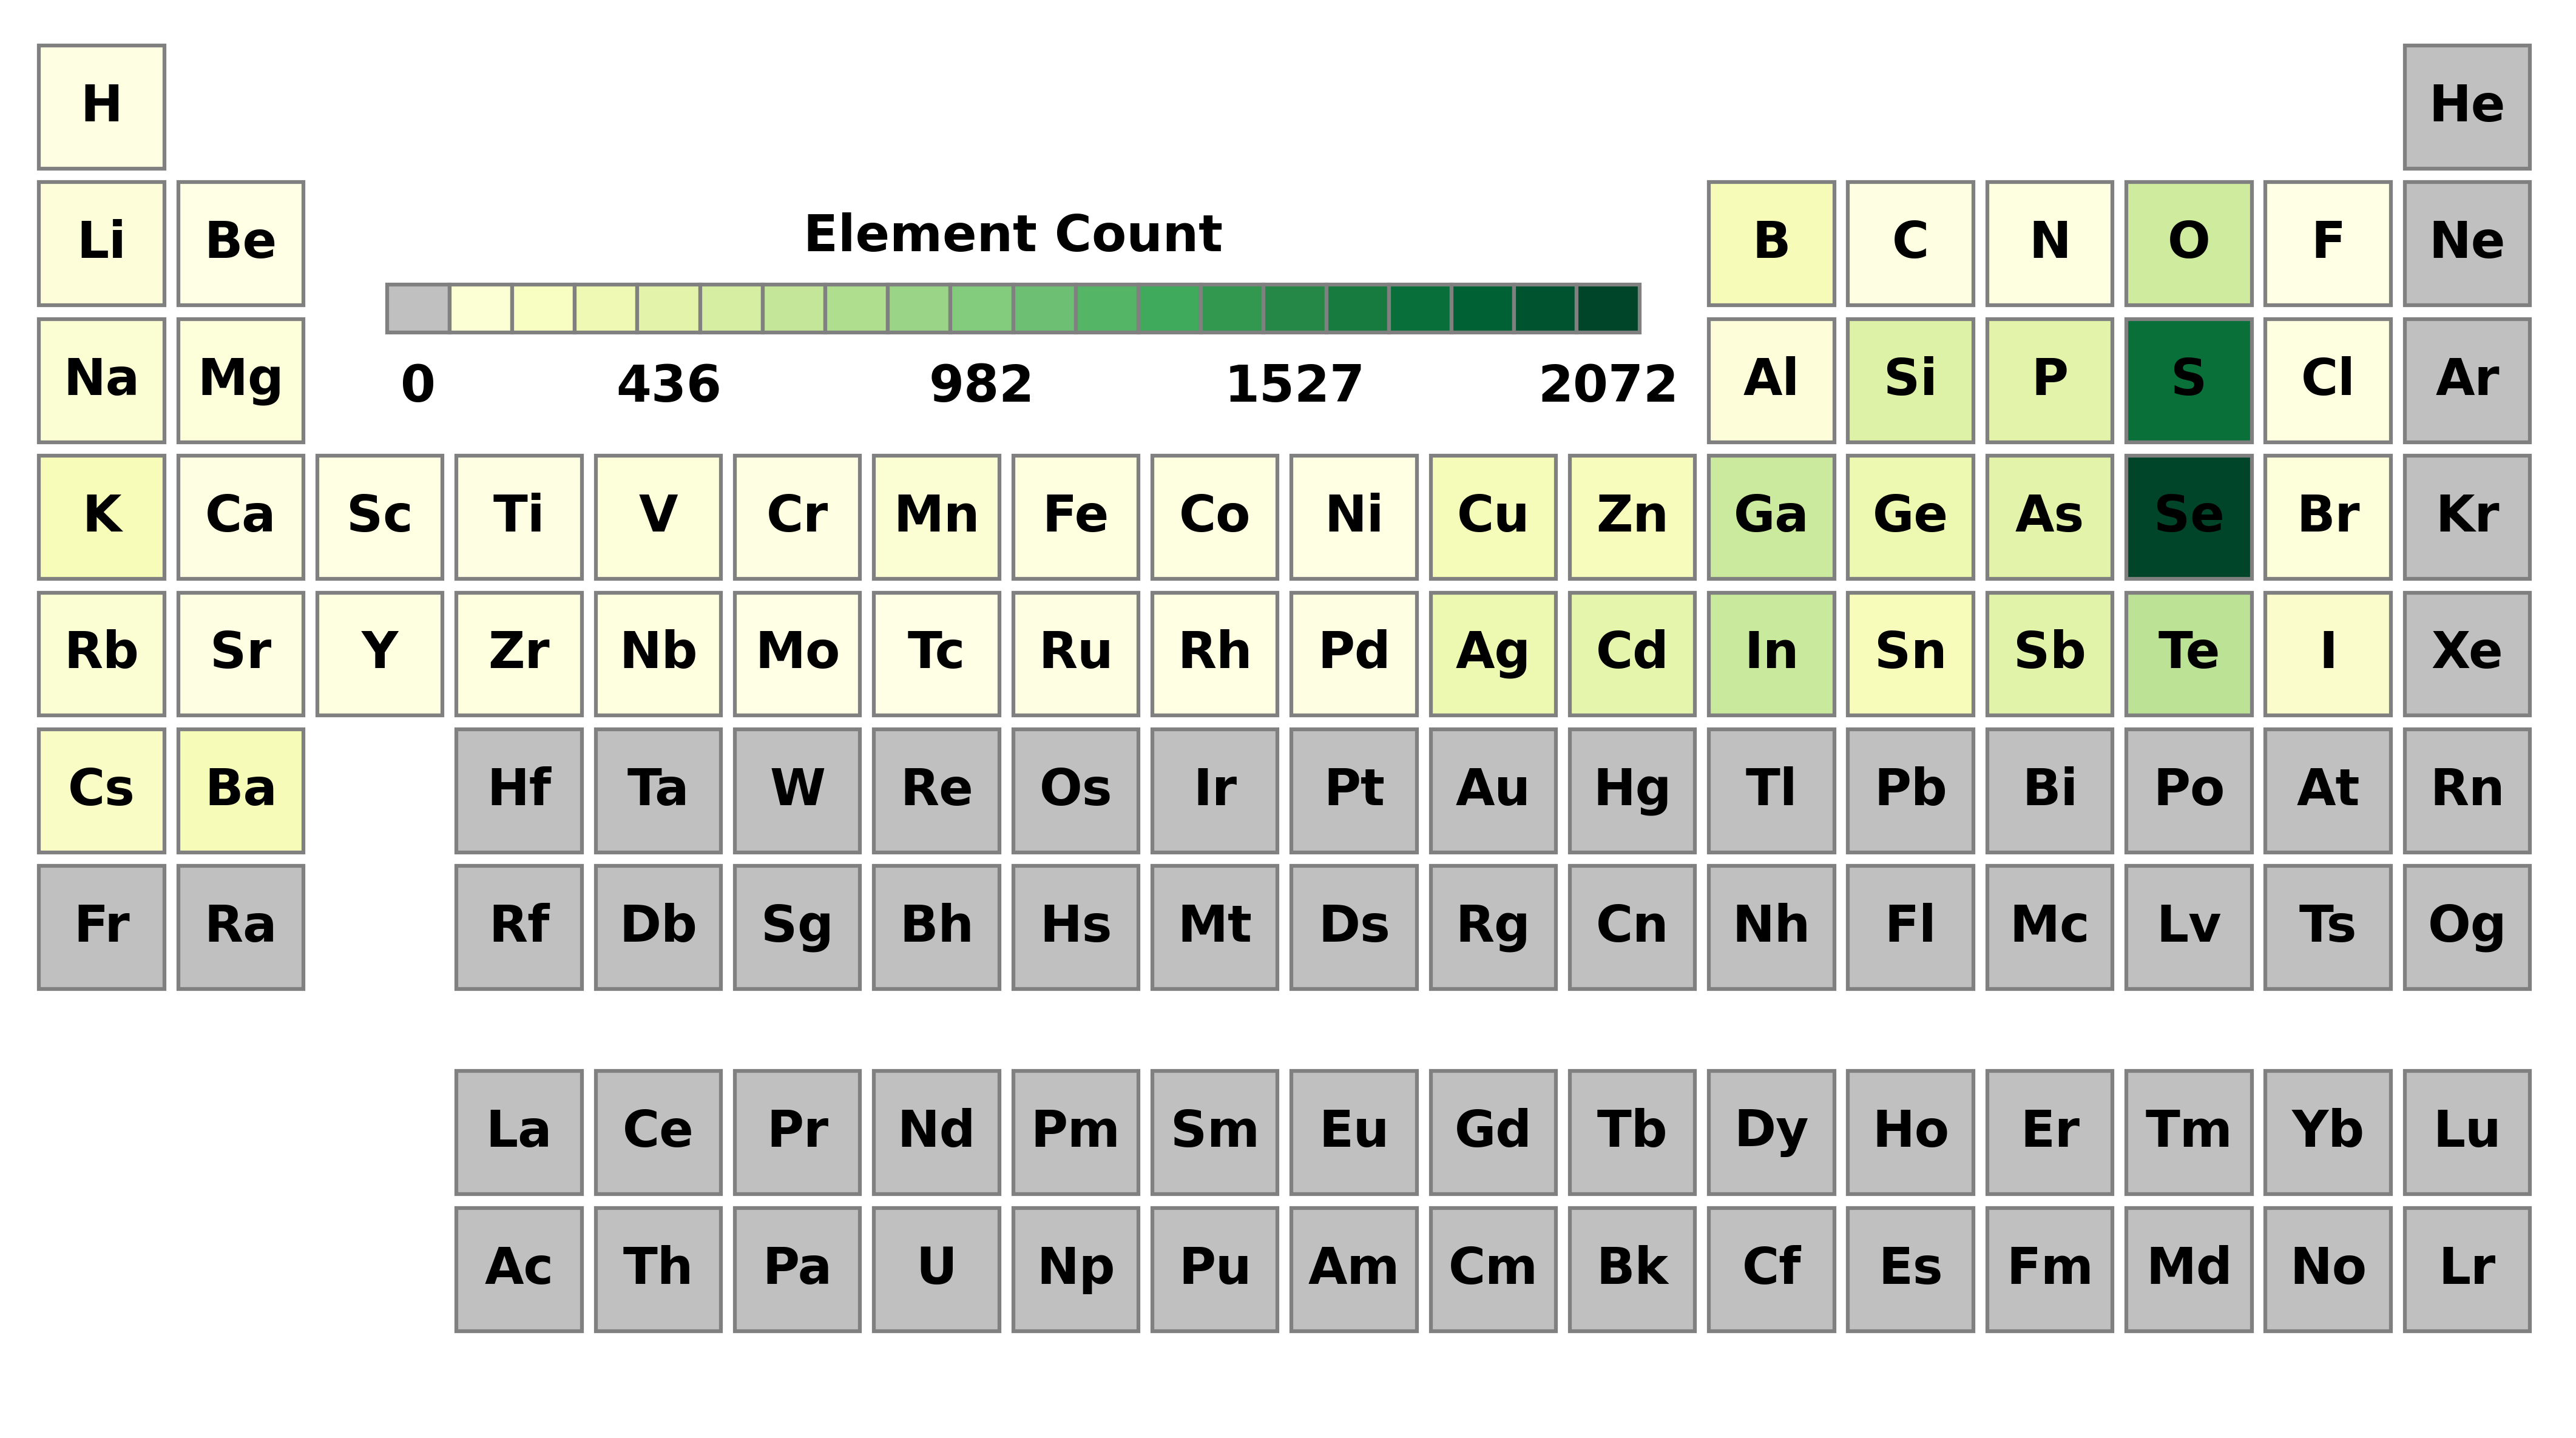 H He
Li Be Element Count B C N O F Ne
Na Mg 0 436 982 1527 2072 Al Si P S Cl Ar
K Ca Sc Ti V Cr Mn Fe Co Ni Cu Zn Ga Ge As Se Br Kr
Rb Sr Y Zr Nb Mo Tc Ru Rh Pd Ag Cd In Sn Sb Te I Xe
Cs Ba Hf Ta W Re Os Ir Pt Au Hg Tl Pb Bi Po At Rn
Fr Ra Rf Db Sg Bh Hs Mt Ds Rg Cn Nh Fl Mc Lv Ts Og
La Ce Pr Nd Pm Sm Eu Gd Tb Dy Ho Er Tm Yb Lu
Ac Th Pa U Np Pu Am Cm Bk Cf Es Fm Md No Lr